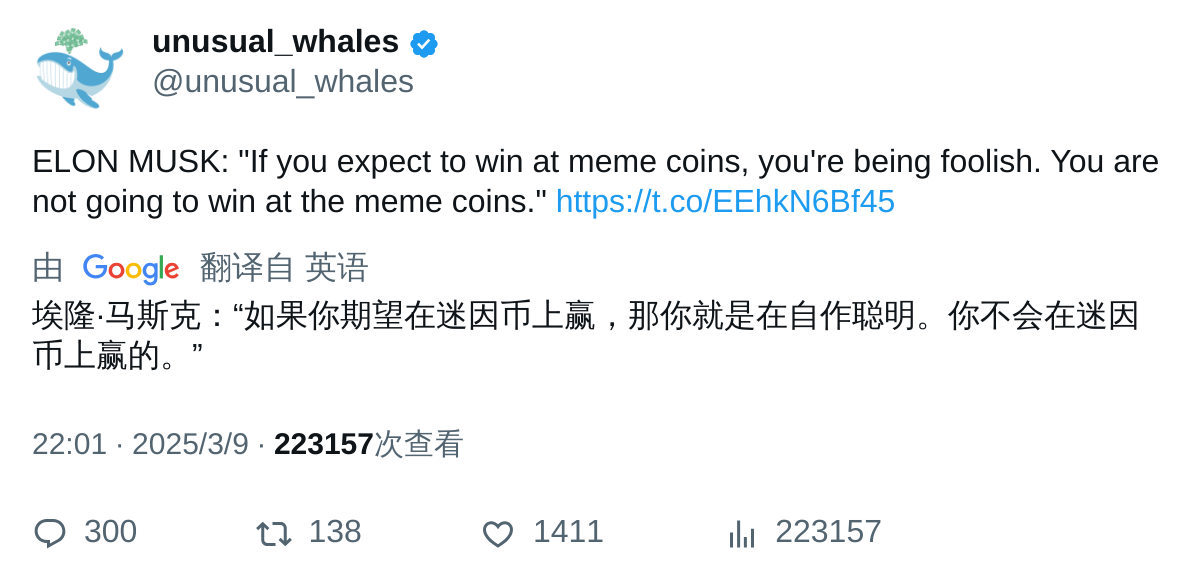 unusual_whales
@unusual_whales
ELON MUSK: "If you expect to win at meme coins, you're being foolish. You are
not going to win at the meme coins." https://t.co/EEhkN6Bf45
由 Google 翻译自 英语
埃隆·马斯克：“如果你期望在迷因币上赢，那你就是在自作聪明。你不会在迷因
币上赢的。”
22:01 · 2025/3/9 · 223157次查看
300 138 1411 223157